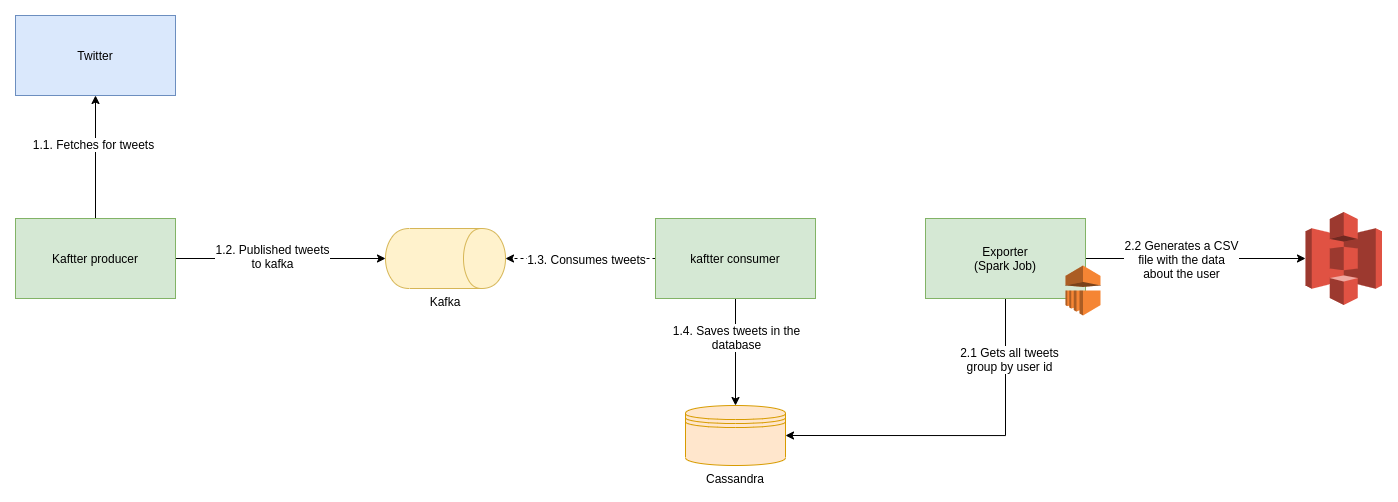 Twitter
1.1. Fetches for tweets
Kaftter producer
1.2. Published tweets
to kafka
Kafka
1.3. Consumes tweets
kaftter consumer
1.4. Saves tweets in the
database
Cassandra
Exporter
(Spark Job)
2.1 Gets all tweets
group by user id
2.2 Generates a CSV
file with the data
about the user